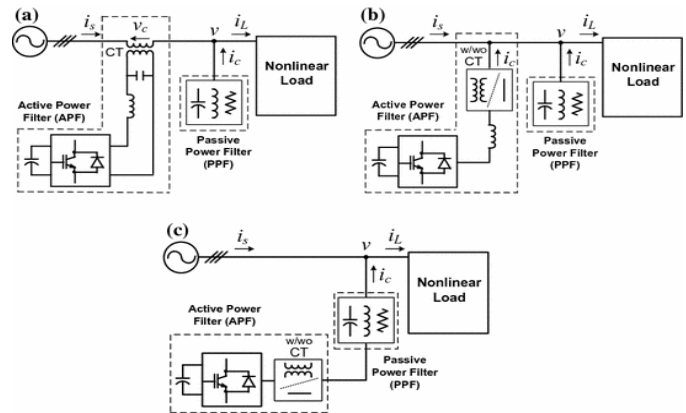 (a)
i_s
v_c
CT
v
i_L
i_c
Nonlinear
Load
Active Power
Filter (APF)
Passive
Power Filter
(PPF)
(b)
i_s
w/wo
CT
i_c
v
i_L
i_c
Nonlinear
Load
Active Power
Filter (APF)
Passive
Power Filter
(PPF)
(c)
i_s
v
i_L
i_c
Nonlinear
Load
Active Power
Filter (APF)
w/wo
CT
Passive
Power Filter
(PPF)